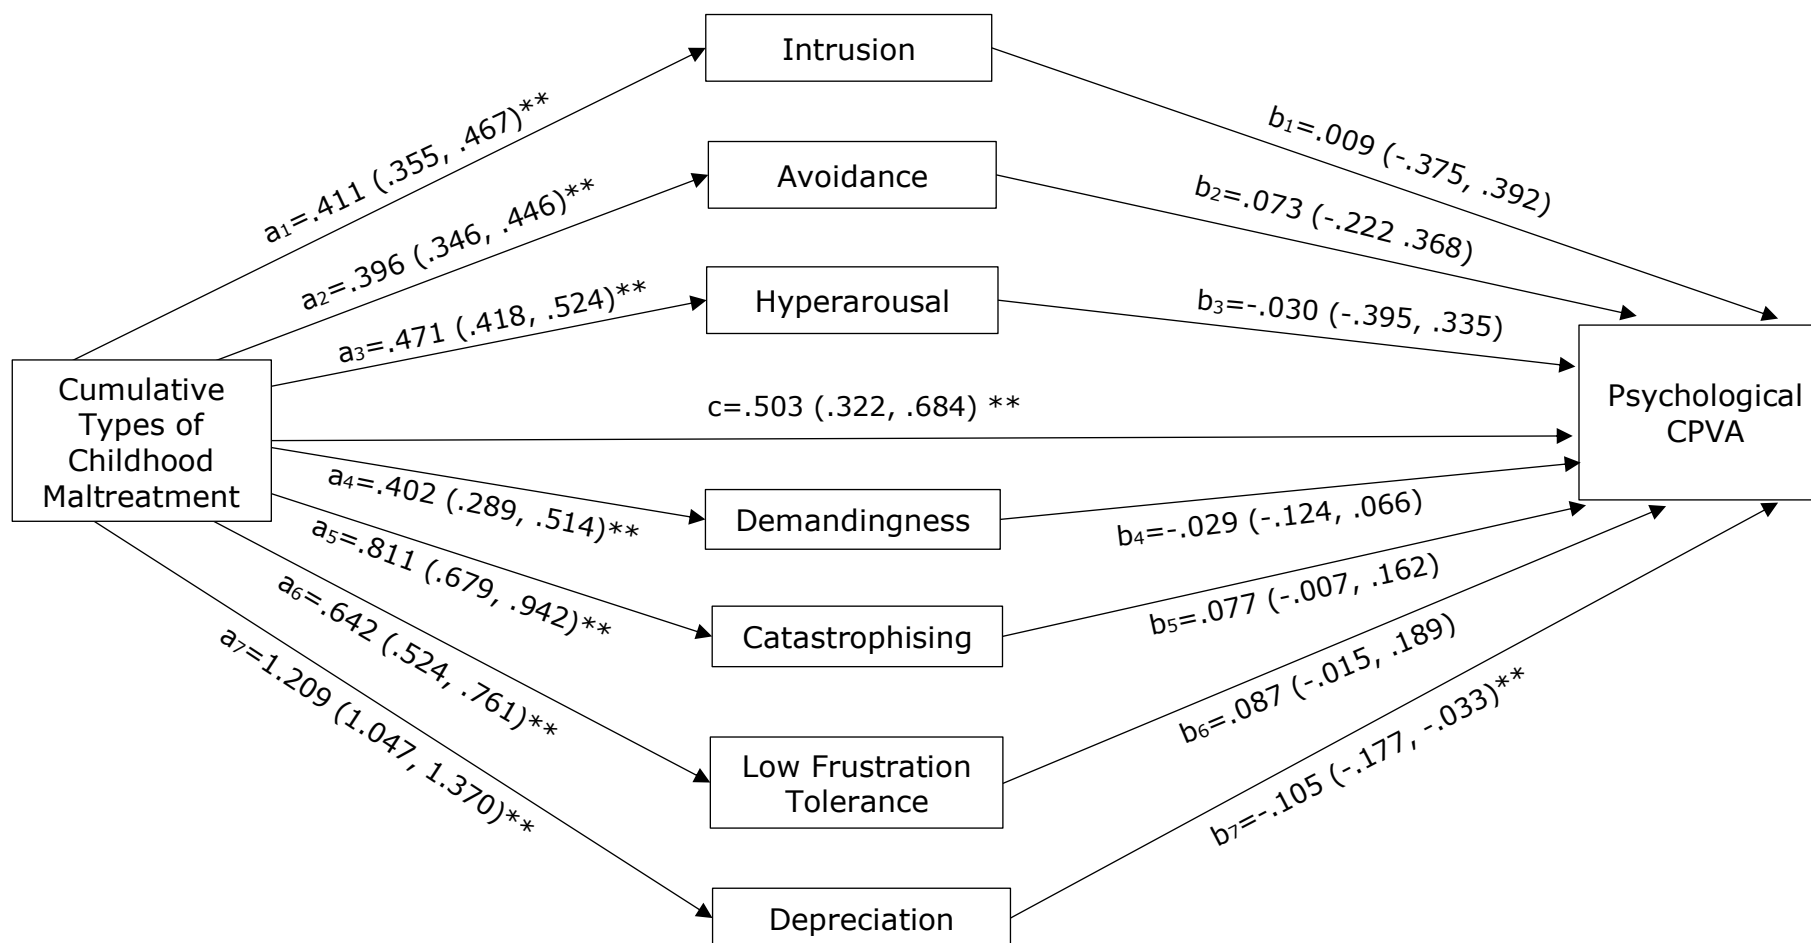 Intrusion
a₁=.411 (.355, .467)**
b₁=.009 (-.375, .392)
Avoidance
a₂=.396 (.346, .446)**
b₂=.073 (-.222 .368)
Hyperarousal
a₃=.471 (.418, .524)**
b₃=-.030 (-.395, .335)
Cumulative
Types of
Childhood
Maltreatment
c=.503 (.322, .684) **
Psychological
CPVA
a₄=.402 (.289, .514)**
Demandingness
b₄=-.029 (-.124, .066)
a₅=.811 (.679, .942)**
Catastrophising
b₅=.077 (-.007, .162)
a₆=.642 (.524, .761)**
Low Frustration
Tolerance
b₆=.087 (-.015, .189)
a₇=1.209 (1.047, 1.370)**
Depreciation
b₇=-.105 (-.177, -.033)**